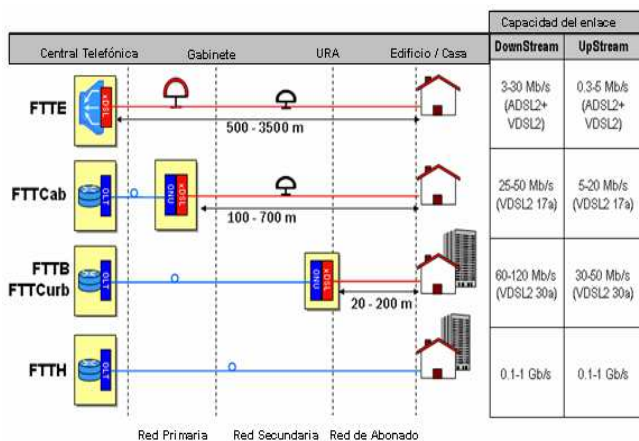 Capacidad del enlace
Central Telefónica Gabinete URA Edificio / Casa DownStream UpStream
FTTE
xDSL
500 - 3500 m
3-30 Mb/s
(ADSL2+
VDSL2)
0.3-5 Mb/s
(ADSL2+
VDSL2)
FTTCab
OLT
ONU
xDSL
100 - 700 m
25-50 Mb/s
(VDSL2 17a)
5-20 Mb/s
(VDSL2 17a)
FTTB
FTTCurb
OLT
ONU
xDSL
20 - 200 m
60-120 Mb/s
(VDSL2 30a)
30-50 Mb/s
(VDSL2 30a)
FTTH
OLT
0.1-1 Gb/s
0.1-1 Gb/s
Red Primaria Red Secundaria Red de Abonado